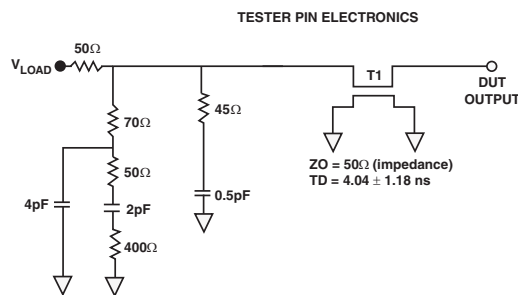 TESTER PIN ELECTRONICS
50Ω
VLOAD
T1
DUT
OUTPUT
70Ω
45Ω
50Ω
ZO = 50Ω (impedance)
TD = 4.04 ± 1.18 ns
4pF
2pF
0.5pF
400Ω